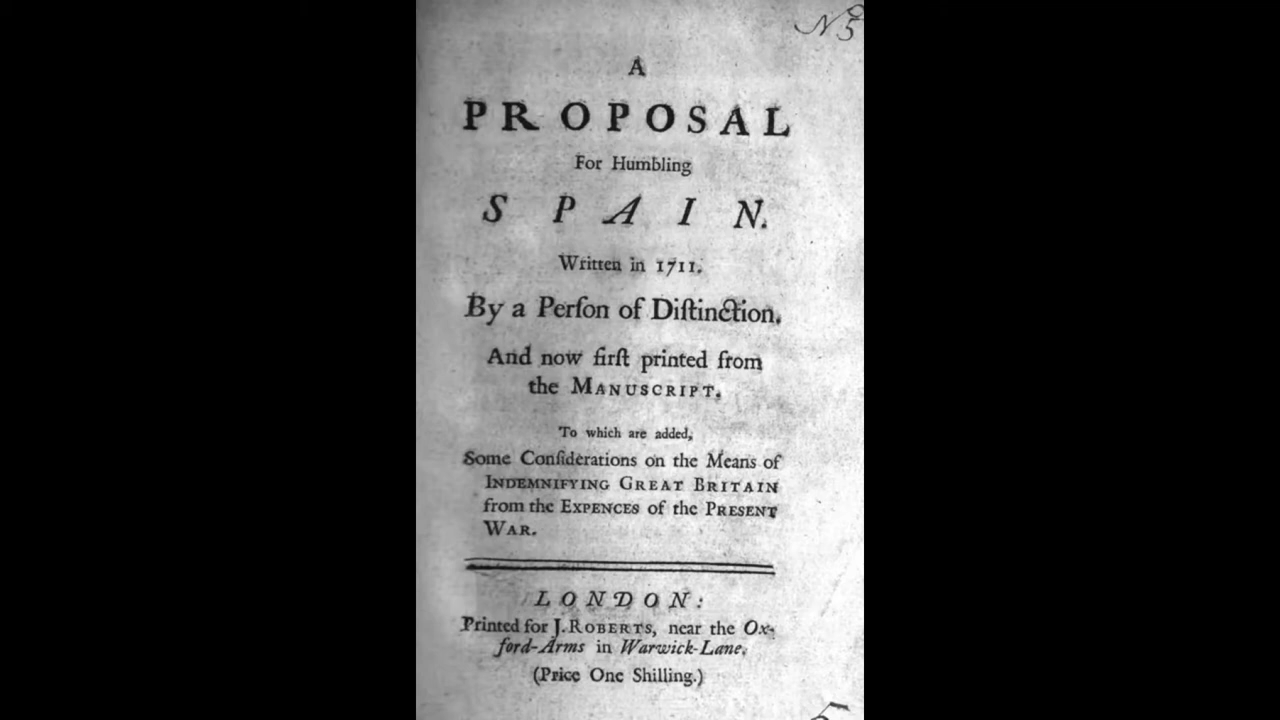 Nº 5
A
PROPOSAL
For Humbling
SPAIN.
Written in 1711.
By a Perſon of Diſtinction.
And now firſt printed from
the MANUSCRIPT.
To which are added,
Some Conſiderations on the Means of
INDEMNIFYING GREAT BRITAIN
from the EXPENCES of the PRESENT
WAR.
LONDON:
Printed for J. ROBERTS, near the Ox-
ford-Arms in Warwick-Lane.
(Price One Shilling.)